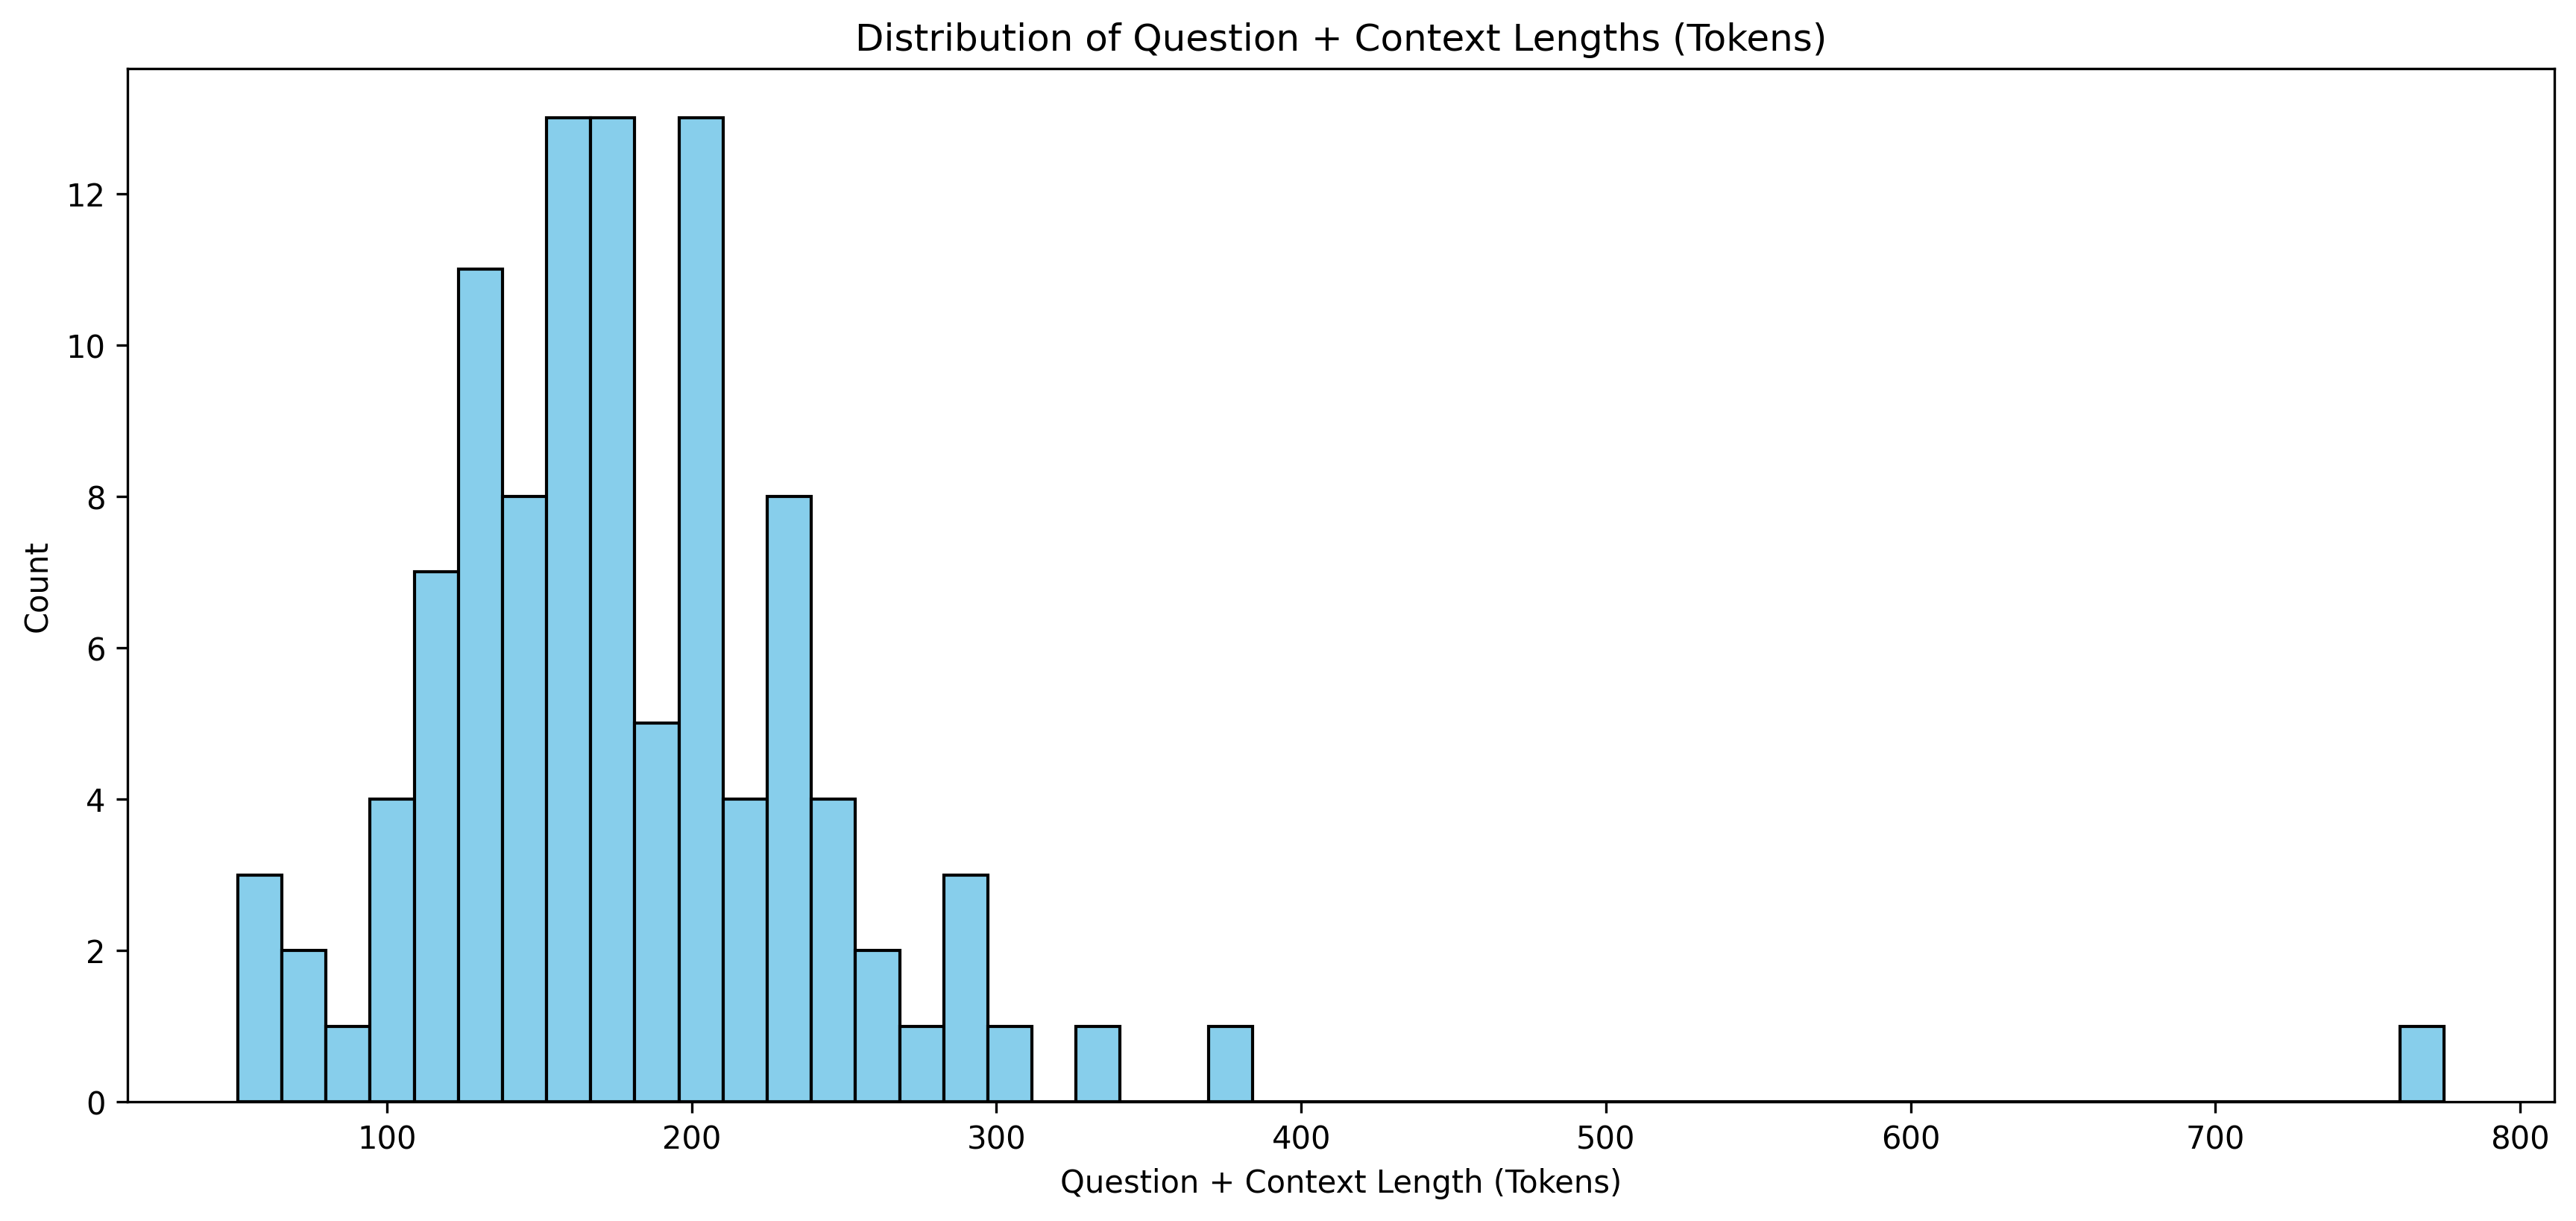 Distribution of Question + Context Lengths (Tokens)
Count
12
10
8
6
4
2
0
100 200 300 400 500 600 700 800
Question + Context Length (Tokens)